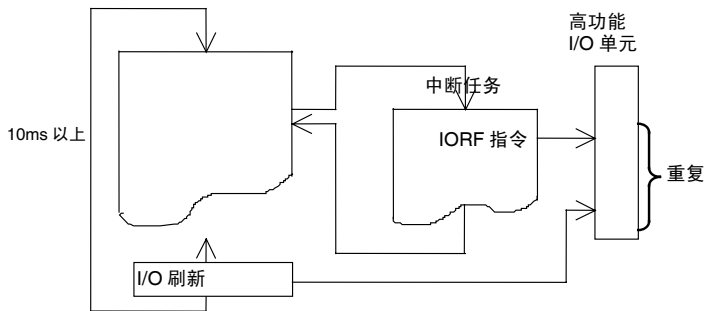 高功能
I/O 单元
中断任务
10ms 以上
IORF 指令
重复
I/O 刷新